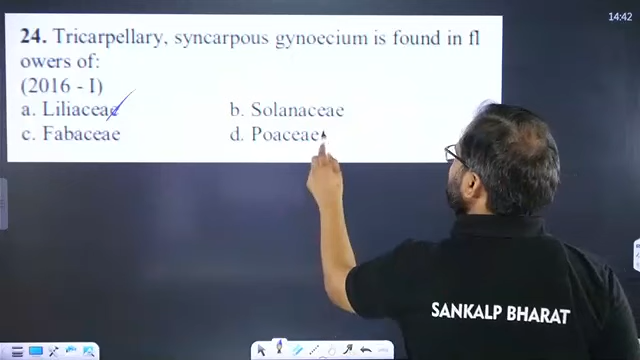 14:42
24. Tricarpellary, syncarpous gynoecium is found in fl
owers of:
(2016 - I)
a. Liliaceae
b. Solanaceae
c. Fabaceae
d. Poaceae
SANKALP BHARAT